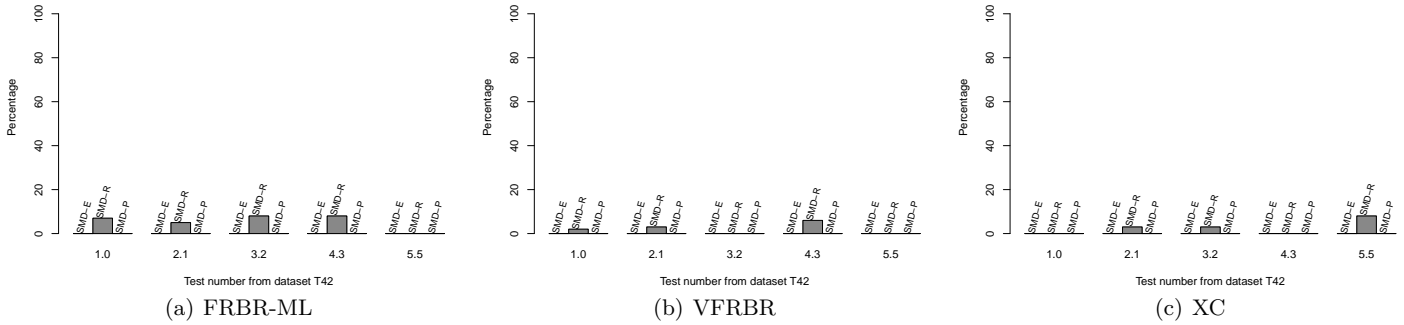 Percentage
0 20 40 60 80 100
SMD−E SMD−R SMD−P SMD−E SMD−R SMD−P SMD−E SMD−R SMD−P SMD−E SMD−R SMD−P SMD−E SMD−R SMD−P
1.0 2.1 3.2 4.3 5.5
Test number from dataset T42
(a) FRBR-ML
Percentage
0 20 40 60 80 100
SMD−E SMD−R SMD−P SMD−E SMD−R SMD−P SMD−E SMD−R SMD−P SMD−E SMD−R SMD−P SMD−E SMD−R SMD−P
1.0 2.1 3.2 4.3 5.5
Test number from dataset T42
(b) VFRBR
Percentage
0 20 40 60 80 100
SMD−E SMD−R SMD−P SMD−E SMD−R SMD−P SMD−E SMD−R SMD−P SMD−E SMD−R SMD−P SMD−E SMD−R SMD−P
1.0 2.1 3.2 4.3 5.5
Test number from dataset T42
(c) XC